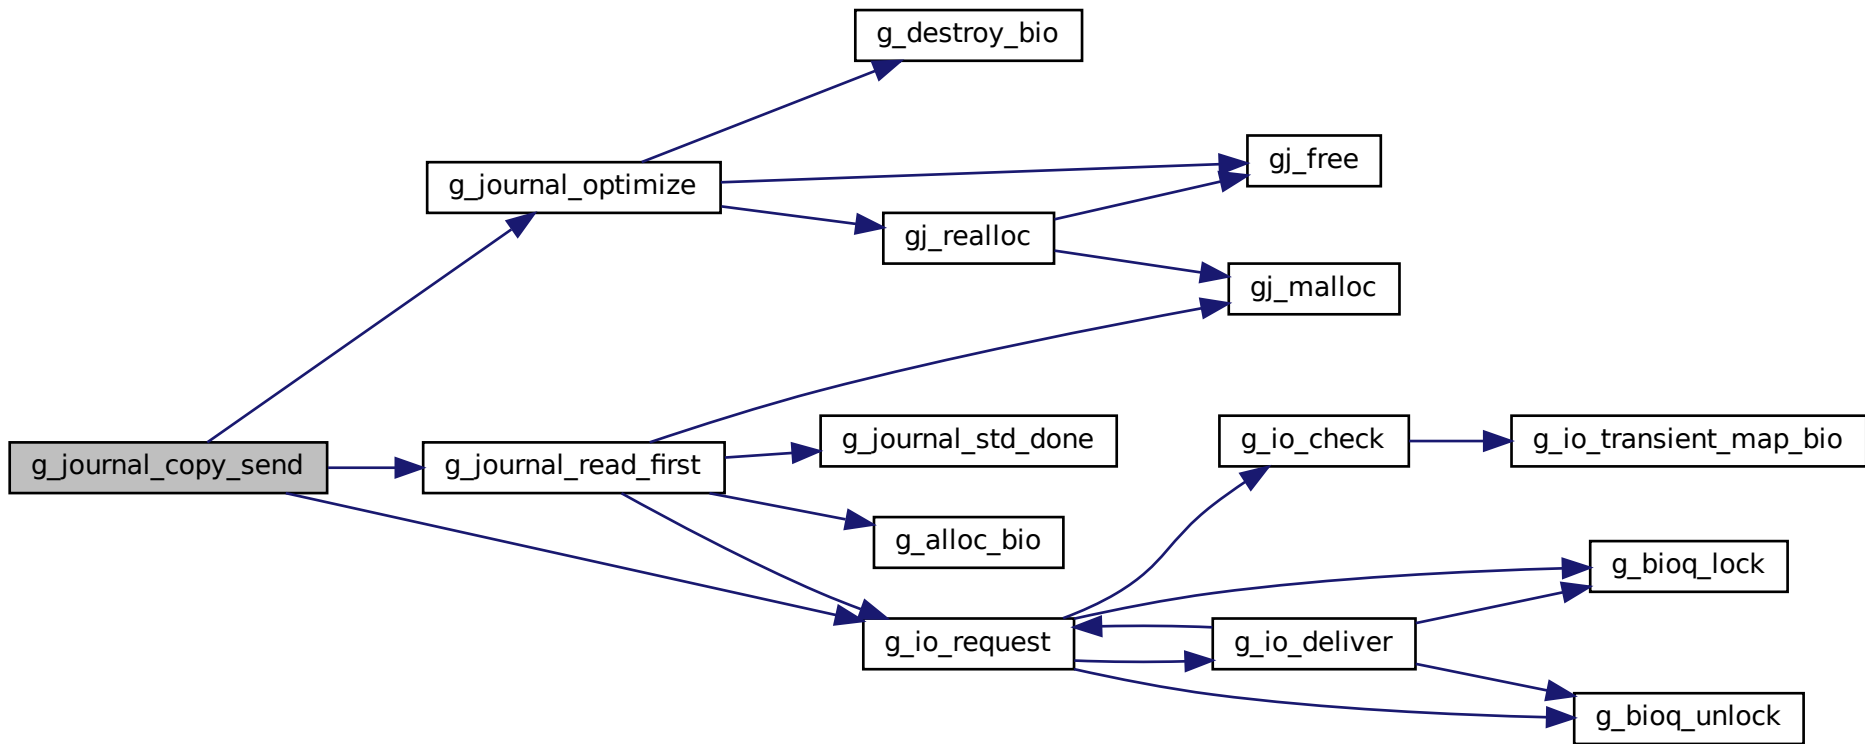 g_destroy_bio
gj_free
g_journal_optimize
gj_realloc
gj_malloc
g_journal_copy_send
g_journal_read_first
g_journal_std_done
g_io_check
g_io_transient_map_bio
g_alloc_bio
g_bioq_lock
g_io_request
g_io_deliver
g_bioq_unlock